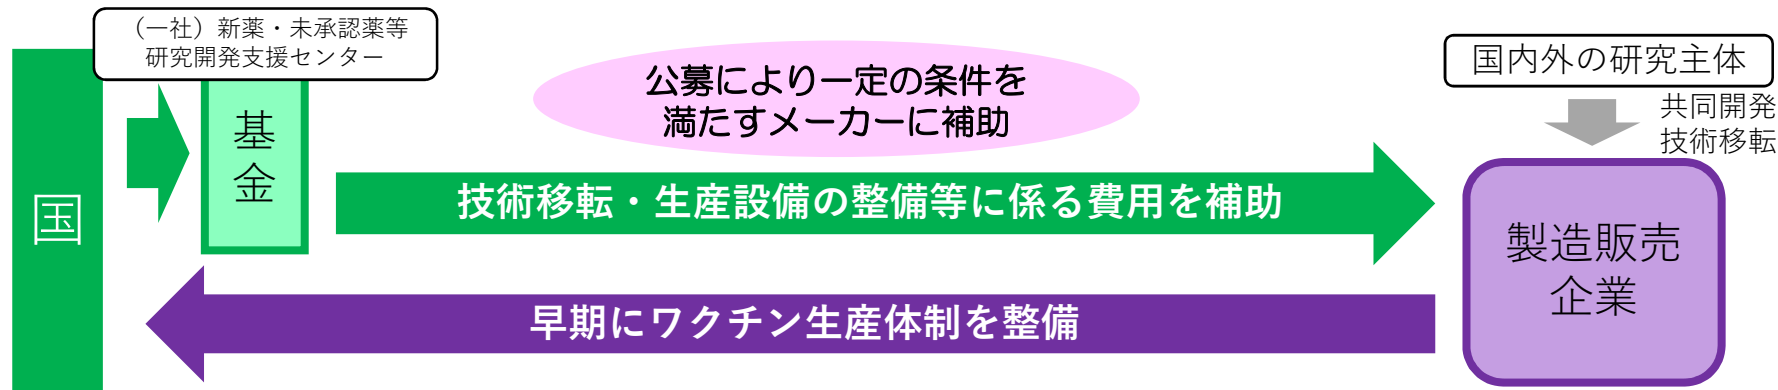 （一社）新薬・未承認薬等
研究開発支援センター
国
基
金
公募により一定の条件を
満たすメーカーに補助
国内外の研究主体
共同開発
技術移転
技術移転・生産設備の整備等に係る費用を補助
製造販売
企業
早期にワクチン生産体制を整備